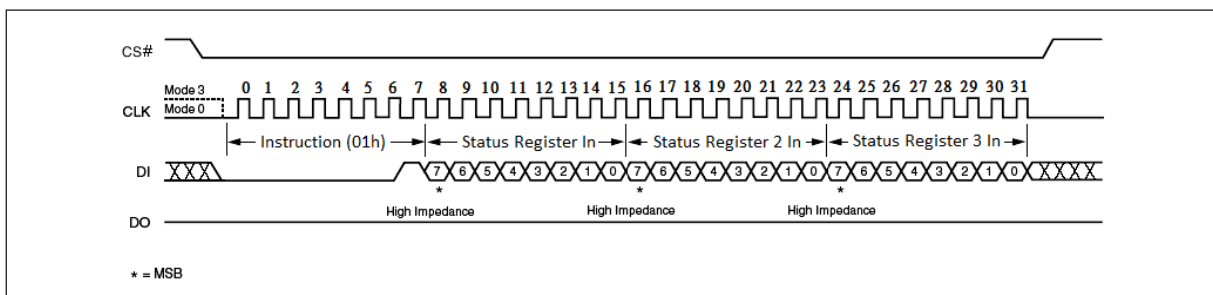 CS#
Mode 3
0 1 2 3 4 5 6 7 8 9 10 11 12 13 14 15 16 17 18 19 20 21 22 23 24 25 26 27 28 29 30 31
CLK
Mode 0
Instruction (01h) Status Register In Status Register 2 In Status Register 3 In
DI
7 6 5 4 3 2 1 0 7 6 5 4 3 2 1 0 7 6 5 4 3 2 1 0
* * *
High Impedance High Impedance High Impedance
DO
* = MSB